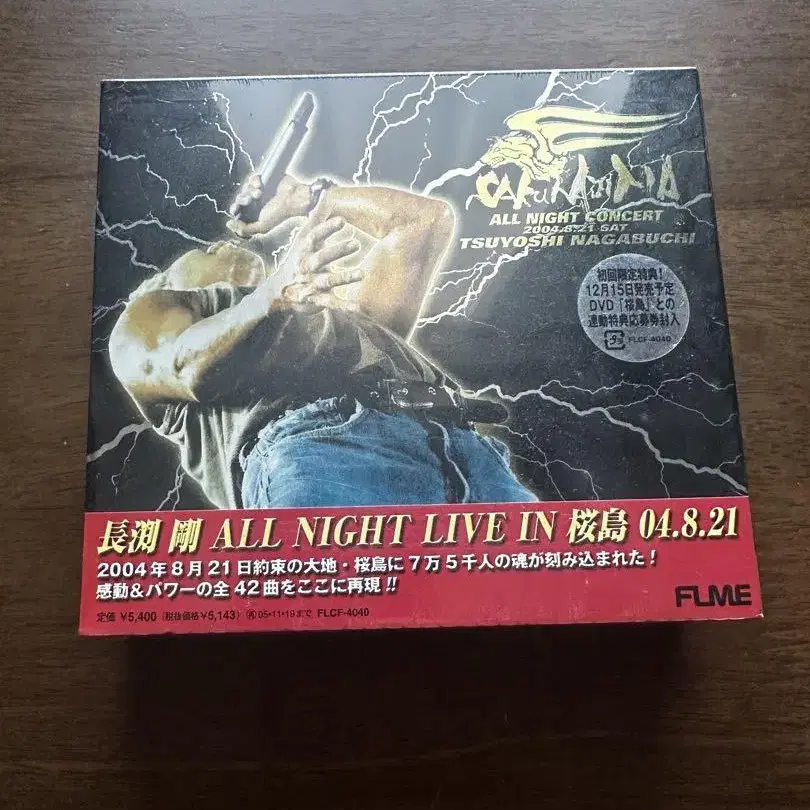 SAKURAJIMA
ALL NIGHT CONCERT
2004.8.21 SAT
TSUYOSHI NAGABUCHI
初回限定特典!
12月15日発売予定
DVD「桜島」との
連動特典応募券封入
FLCF-4040
長渕 剛 ALL NIGHT LIVE IN 桜島 04.8.21
2004年8月21日約束の大地・桜島に7万5千人の魂が刻み込まれた!
感動&パワーの全42曲をここに再現!!
定価 ¥5,400 (税抜価格¥5,143) 再05・11・19まで FLCF-4040
FLME